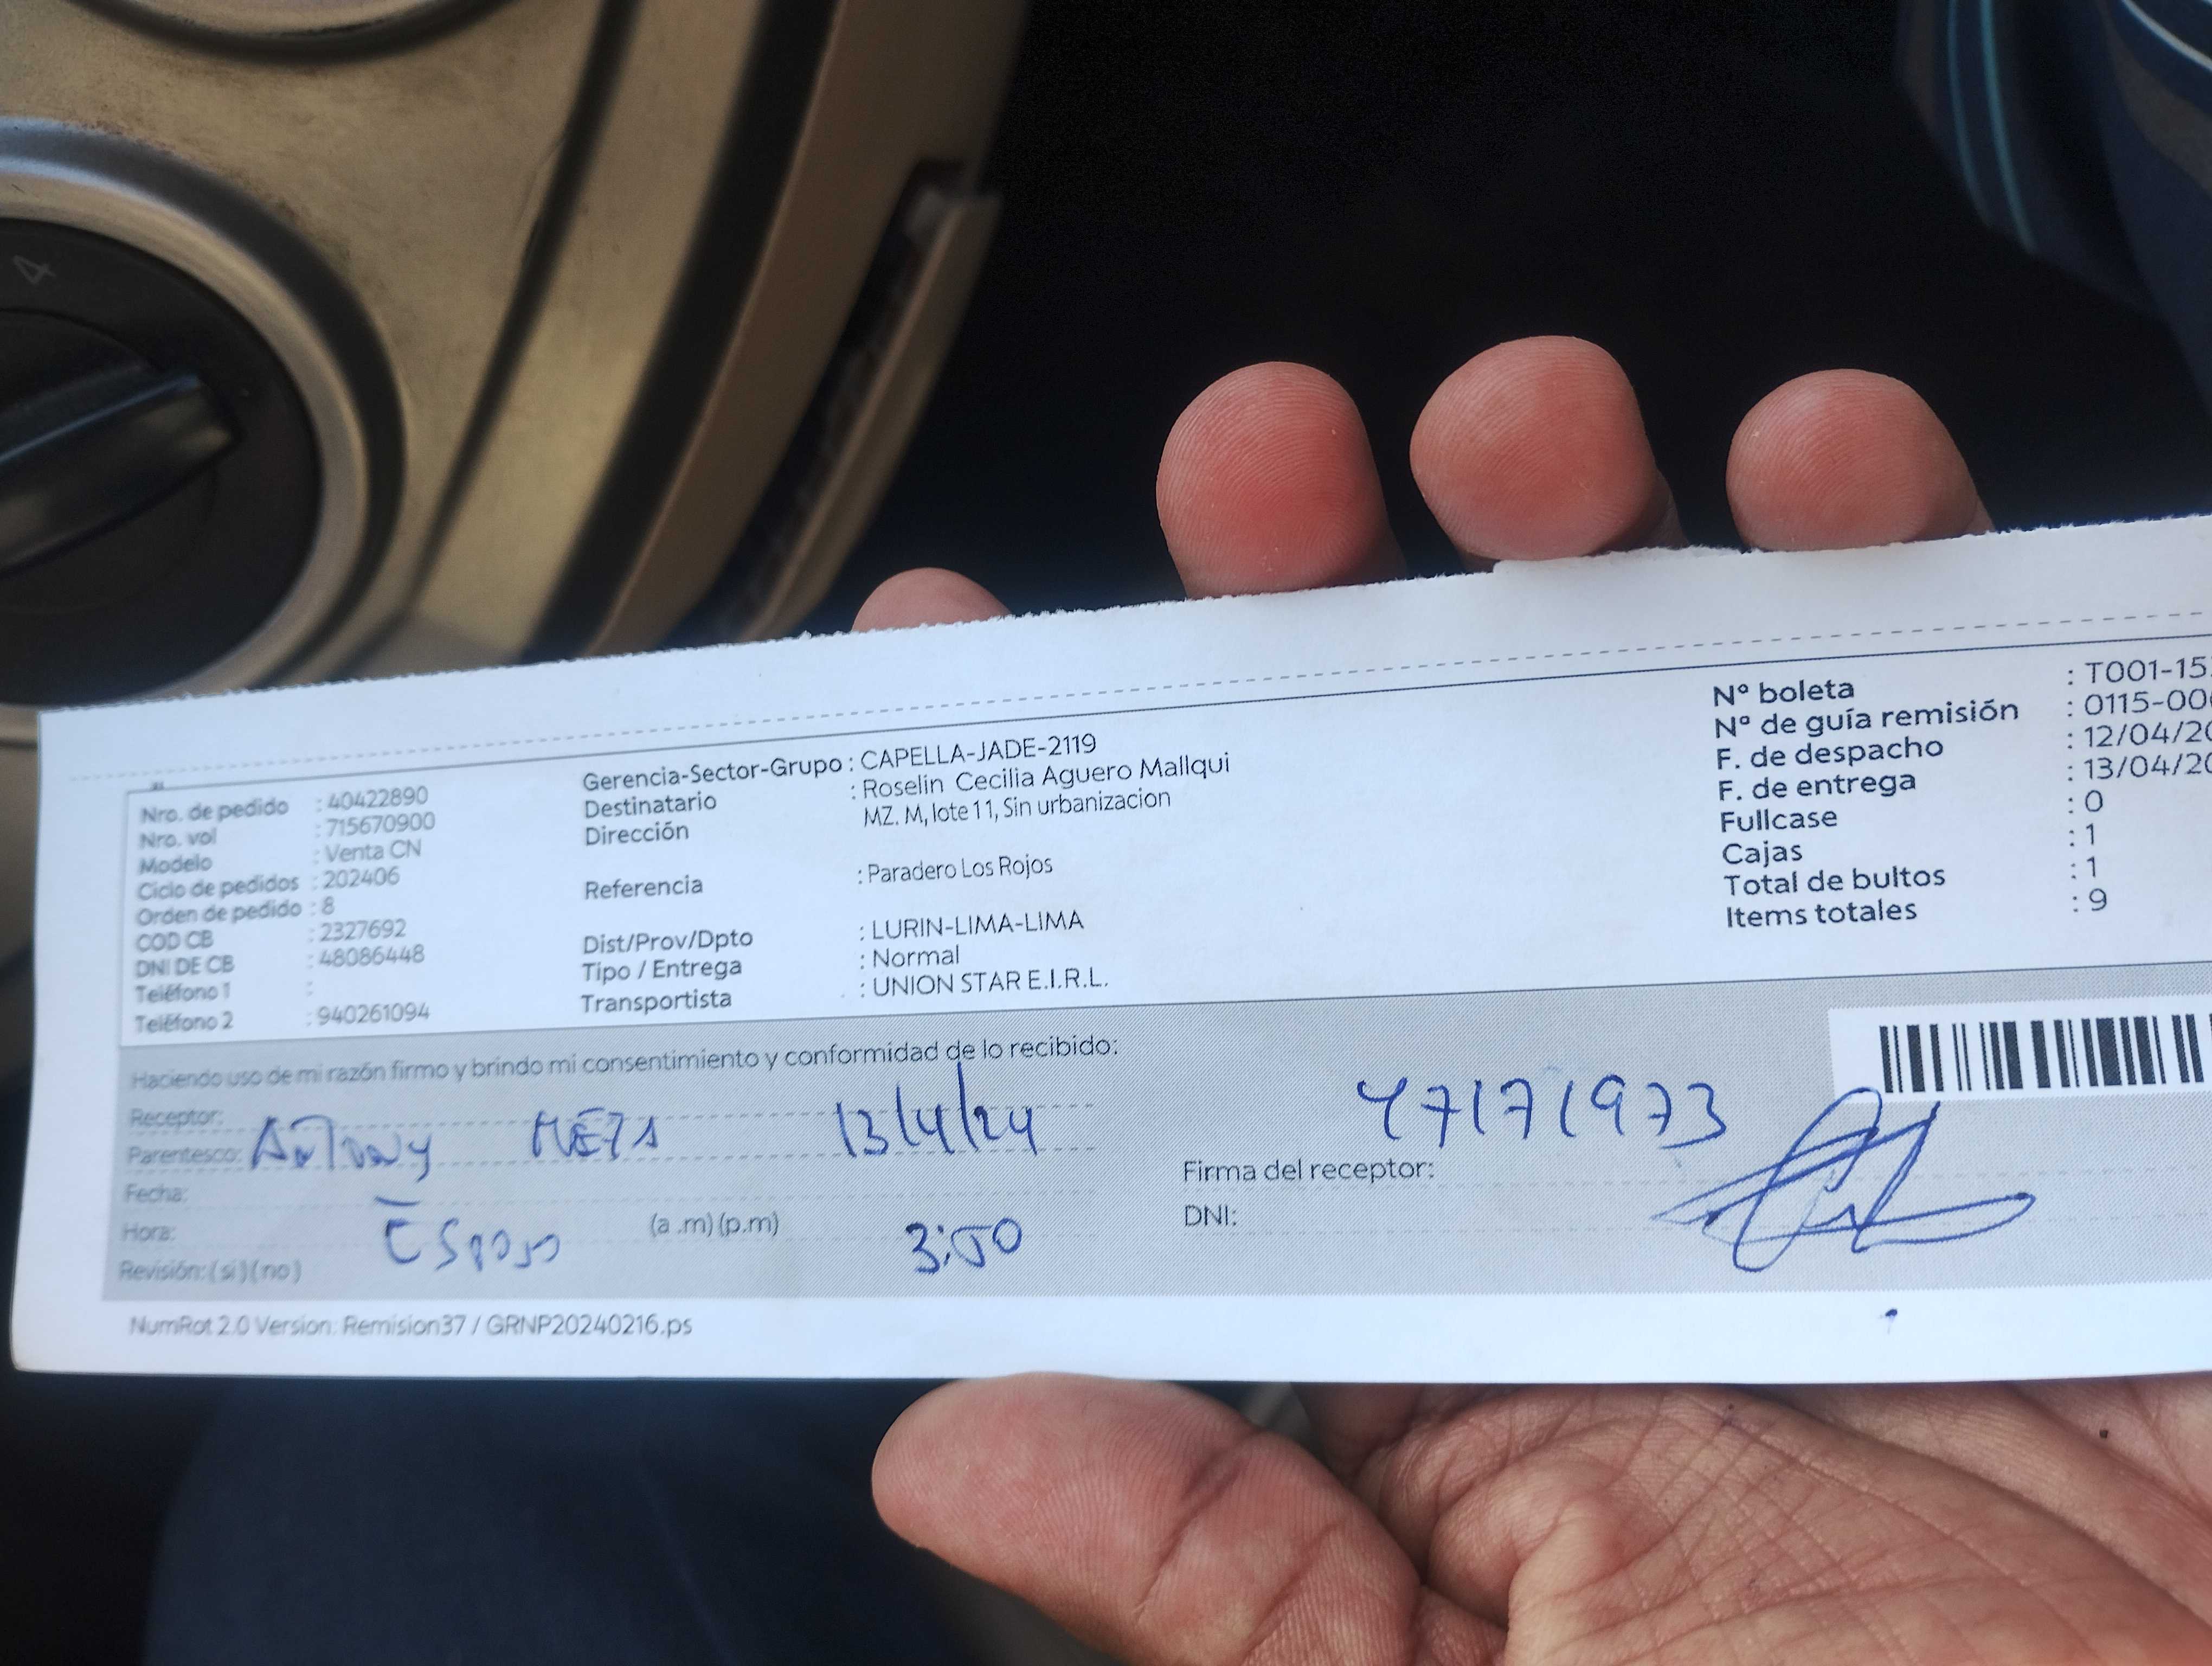 4
Nro. de pedido : 40422890
Nro. vol : 715670900
Modelo : Venta CN
Ciclo de pedidos : 202406
Orden de pedido : 8
COD CB : 2327692
DNI DE CB : 48086448
Teléfono 1 :
Teléfono 2 : 940261094
Gerencia-Sector-Grupo : CAPELLA-JADE-2119
Destinatario : Roselin Cecilia Aguero Mallqui
Dirección MZ. M, lote 11, Sin urbanizacion
Referencia : Paradero Los Rojos
Dist/Prov/Dpto : LURIN-LIMA-LIMA
Tipo / Entrega : Normal
Transportista : UNION STAR E.I.R.L.
Nº boleta : T001-15
Nº de guía remisión : 0115-00
F. de despacho : 12/04/20
F. de entrega : 13/04/20
Fullcase : 0
Cajas : 1
Total de bultos : 1
Items totales : 9
Haciendo uso de mi razón firmo y brindo mi consentimiento y conformidad de lo recibido:
Receptor:
Parentesco: Antony 13/4/24
Fecha:
Hora: Esposo (a .m) (p.m) 3:50
Revisión: (si) (no)
47171973
Firma del receptor:
DNI:
NumRot 2.0 Version: Remision37 / GRNP20240216.ps